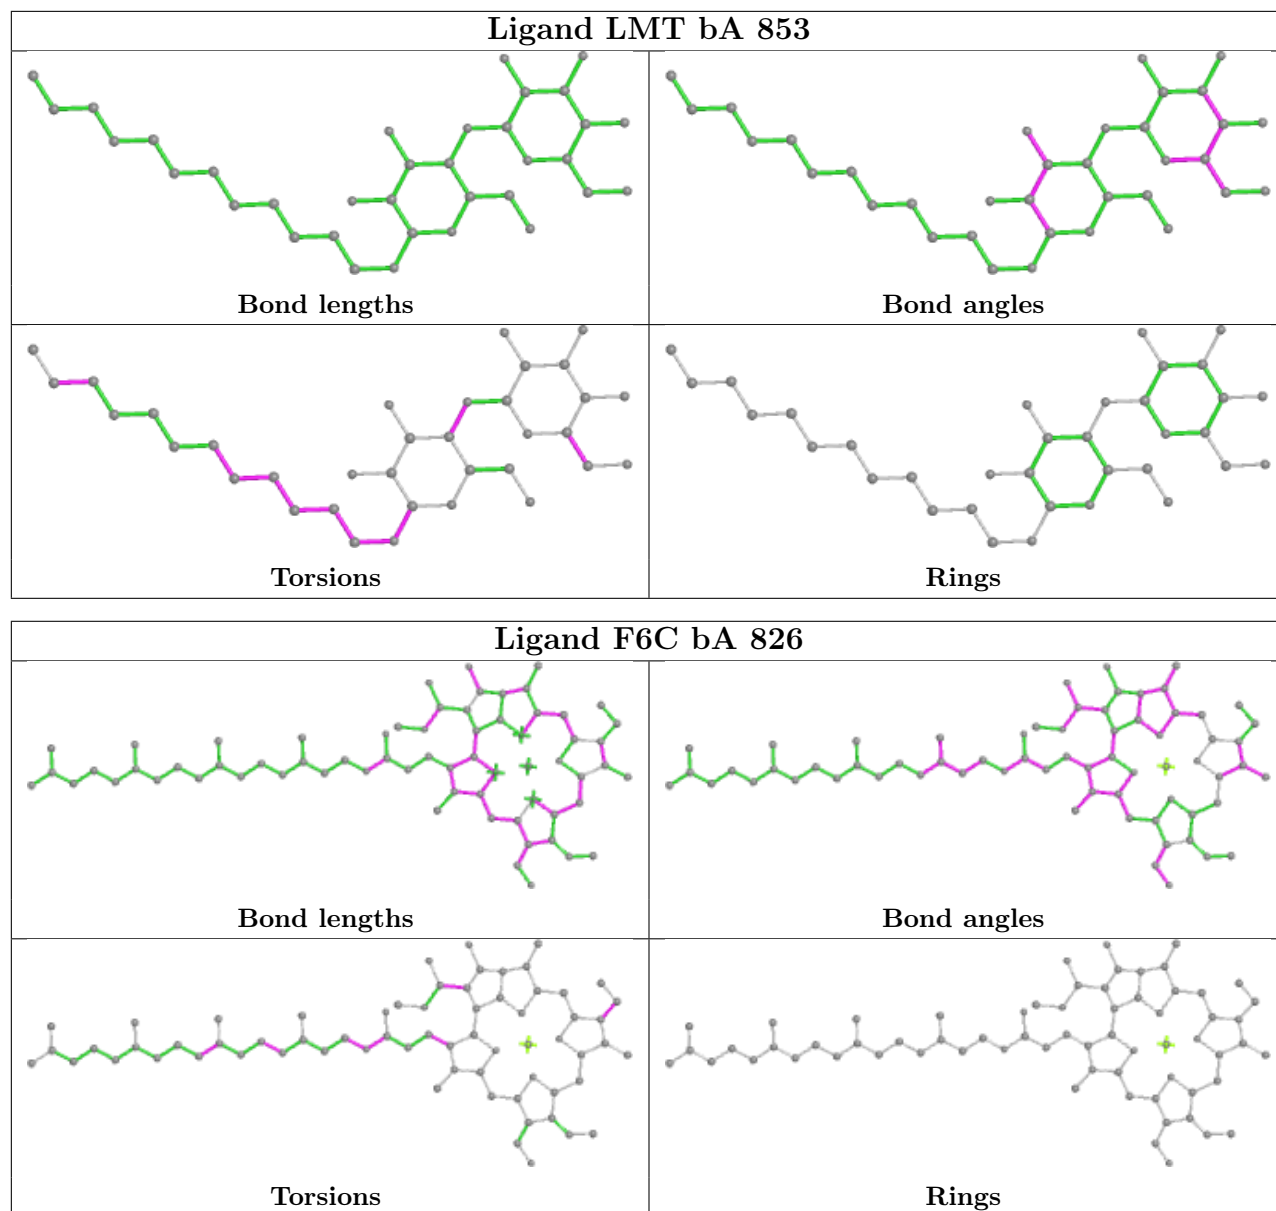 Ligand LMT bA 853
Bond lengths
Bond angles
Torsions
Rings
Ligand F6C bA 826
Bond lengths
Bond angles
Torsions
Rings